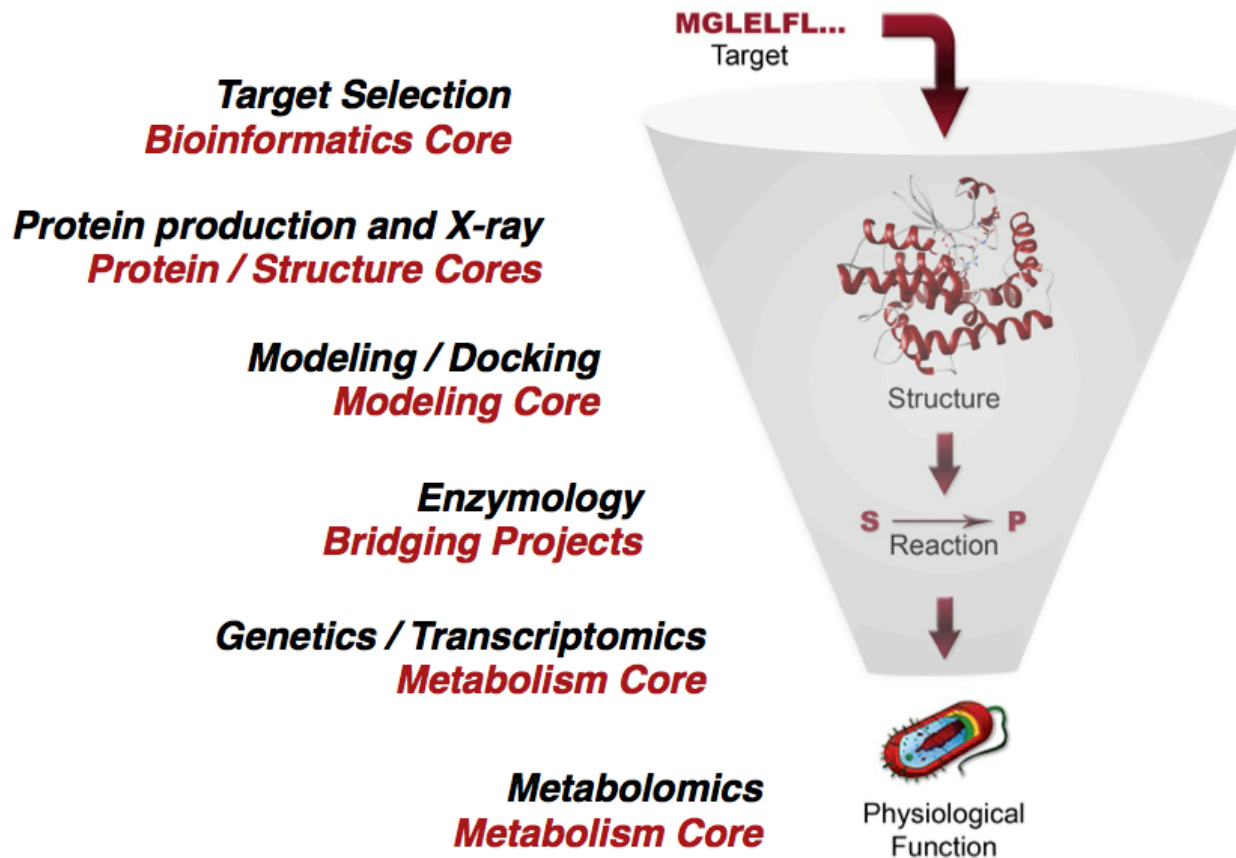 MGLELFL...
Target
Target Selection
Bioinformatics Core
Protein production and X-ray
Protein / Structure Cores
Modeling / Docking
Modeling Core
Structure
Enzymology
Bridging Projects
S P
Reaction
Genetics / Transcriptomics
Metabolism Core
Metabolomics
Metabolism Core
Physiological
Function